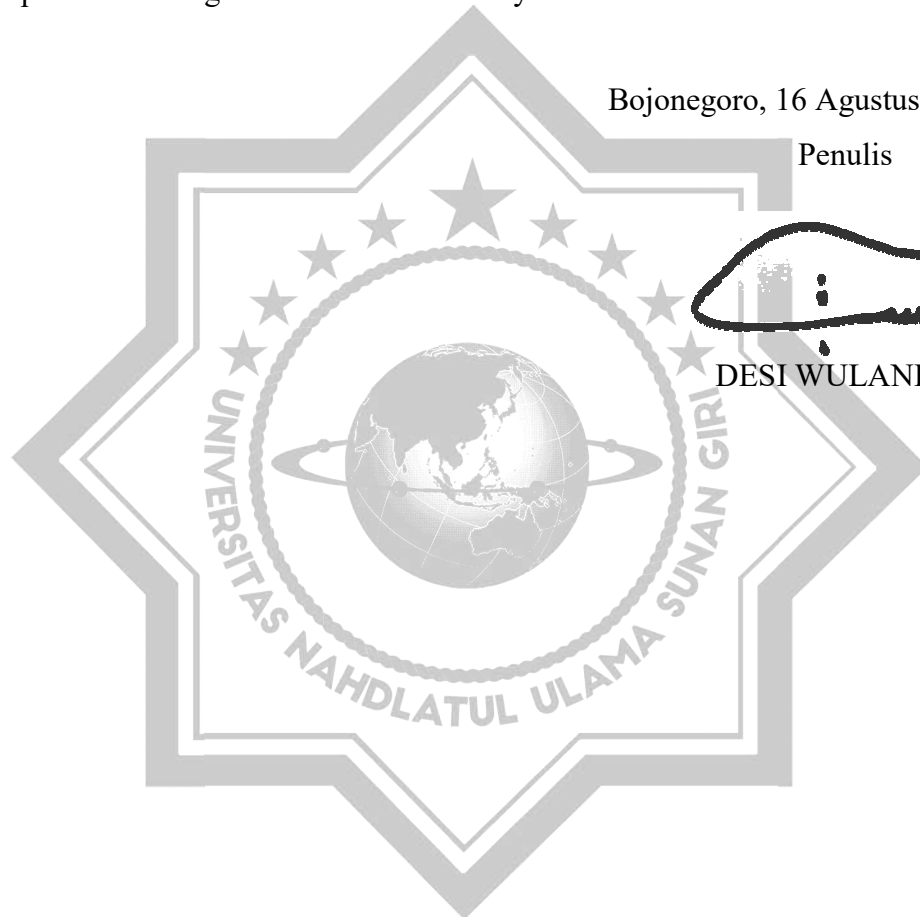 Bojonegoro, 16 Agustus
Penulis
DESI WULAN
UNIVERSITAS NAHDLATUL ULAMA SUNAN GIRI